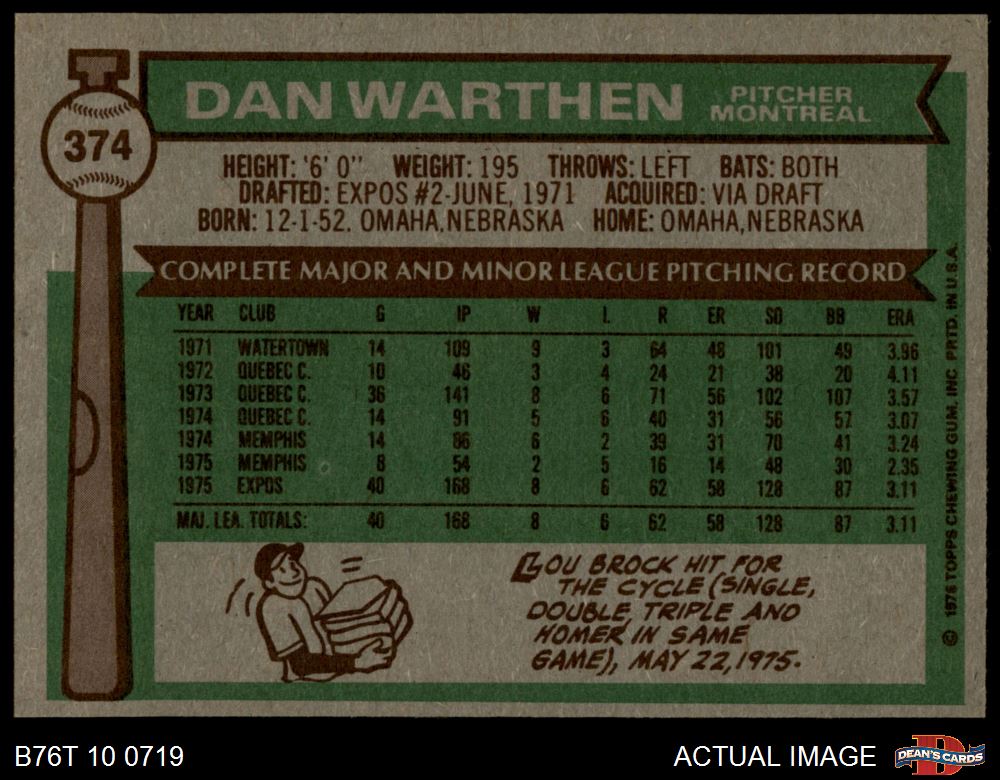 374
DAN WARTHEN PITCHER MONTREAL
HEIGHT: '6' 0" WEIGHT: 195 THROWS: LEFT BATS: BOTH
DRAFTED: EXPOS #2-JUNE, 1971 ACQUIRED: VIA DRAFT
BORN: 12-1-52. OMAHA, NEBRASKA HOME: OMAHA, NEBRASKA
COMPLETE MAJOR AND MINOR LEAGUE PITCHING RECORD
YEAR CLUB G IP W L R ER SO BB ERA
1971 WATERTOWN 14 109 9 3 64 48 101 49 3.96
1972 QUEBEC C. 10 46 3 4 24 21 38 20 4.11
1973 QUEBEC C. 36 141 8 6 71 56 102 107 3.57
1974 QUEBEC C. 14 91 5 6 40 31 56 57 3.07
1974 MEMPHIS 14 86 6 2 39 31 70 41 3.24
1975 MEMPHIS 8 54 2 5 16 14 48 30 2.35
1975 EXPOS 40 168 8 6 62 58 128 87 3.11
MAJ. LEA. TOTALS: 40 168 8 6 62 58 128 87 3.11
LOU BROCK HIT FOR
THE CYCLE (SINGLE,
DOUBLE, TRIPLE AND
HOMER IN SAME
GAME), MAY 22, 1975.
© 1976 TOPPS CHEWING GUM, INC. PRTD. IN U.S.A.
B76T 10 0719
ACTUAL IMAGE
DEAN'S CARDS